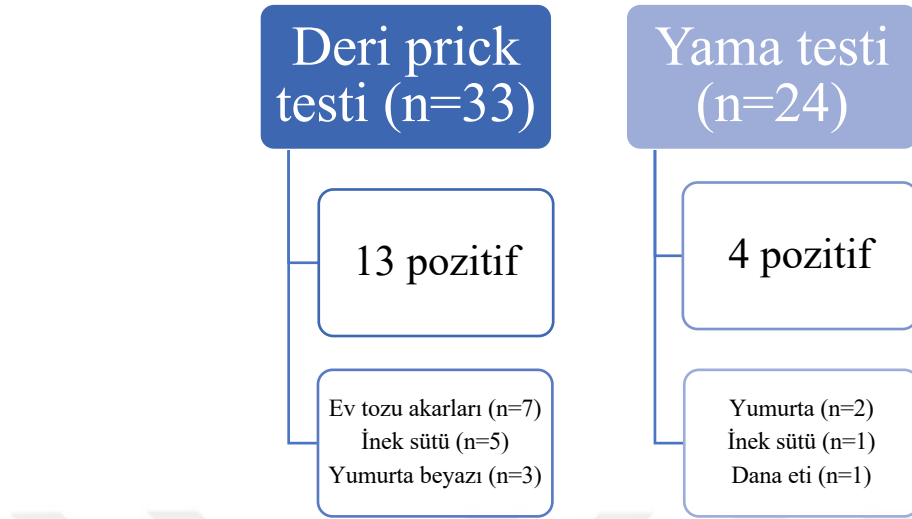 Deri prick
testi (n=33)
13 pozitif
Ev tozu akarları (n=7)
İnek sütü (n=5)
Yumurta beyazı (n=3)
Yama testi
(n=24)
4 pozitif
Yumurta (n=2)
İnek sütü (n=1)
Dana eti (n=1)